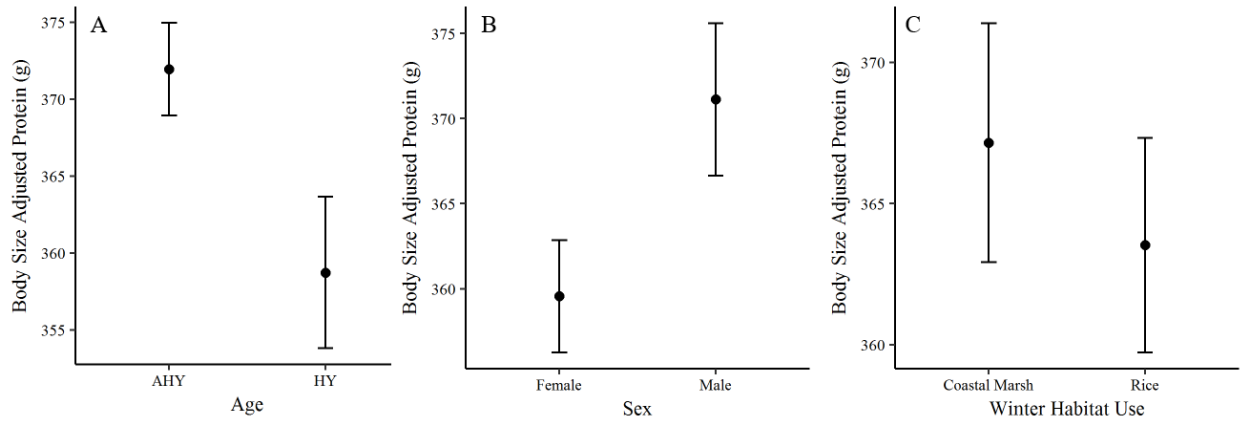 A
Body Size Adjusted Protein (g)
375
370
365
360
355
AHY
HY
Age
B
Body Size Adjusted Protein (g)
375
370
365
360
Female
Male
Sex
C
Body Size Adjusted Protein (g)
370
365
360
Coastal Marsh
Rice
Winter Habitat Use